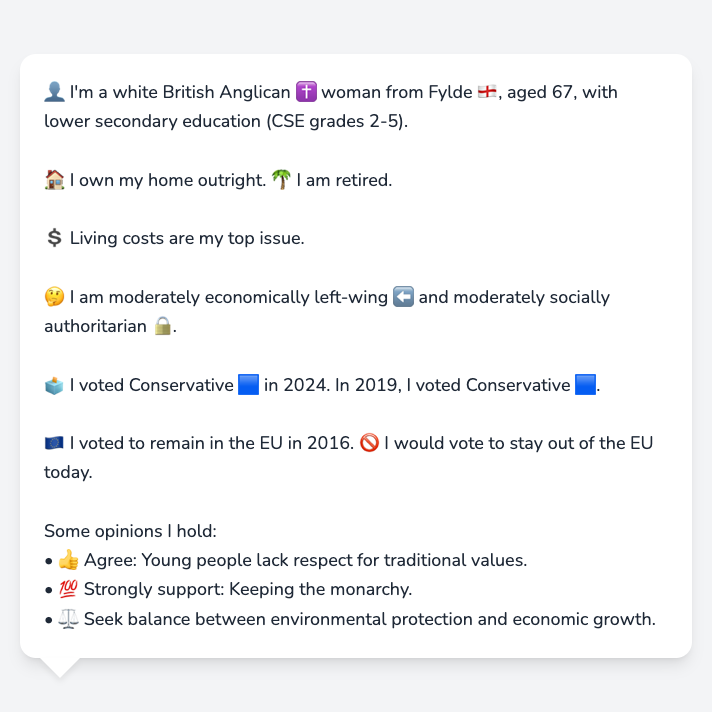 👤 I'm a white British Anglican ✝️ woman from Fylde 🏴󠁧󠁢󠁥󠁮󠁧󠁿, aged 67, with
lower secondary education (CSE grades 2-5).
🏠 I own my home outright. 🌴 I am retired.
💲 Living costs are my top issue.
🤔 I am moderately economically left-wing ⬅️ and moderately socially
authoritarian 🔒.
🗳️ I voted Conservative 🟦 in 2024. In 2019, I voted Conservative 🟦.
🇪🇺 I voted to remain in the EU in 2016. 🚫 I would vote to stay out of the EU
today.
Some opinions I hold:
• 👍 Agree: Young people lack respect for traditional values.
• 💯 Strongly support: Keeping the monarchy.
• ⚖️ Seek balance between environmental protection and economic growth.